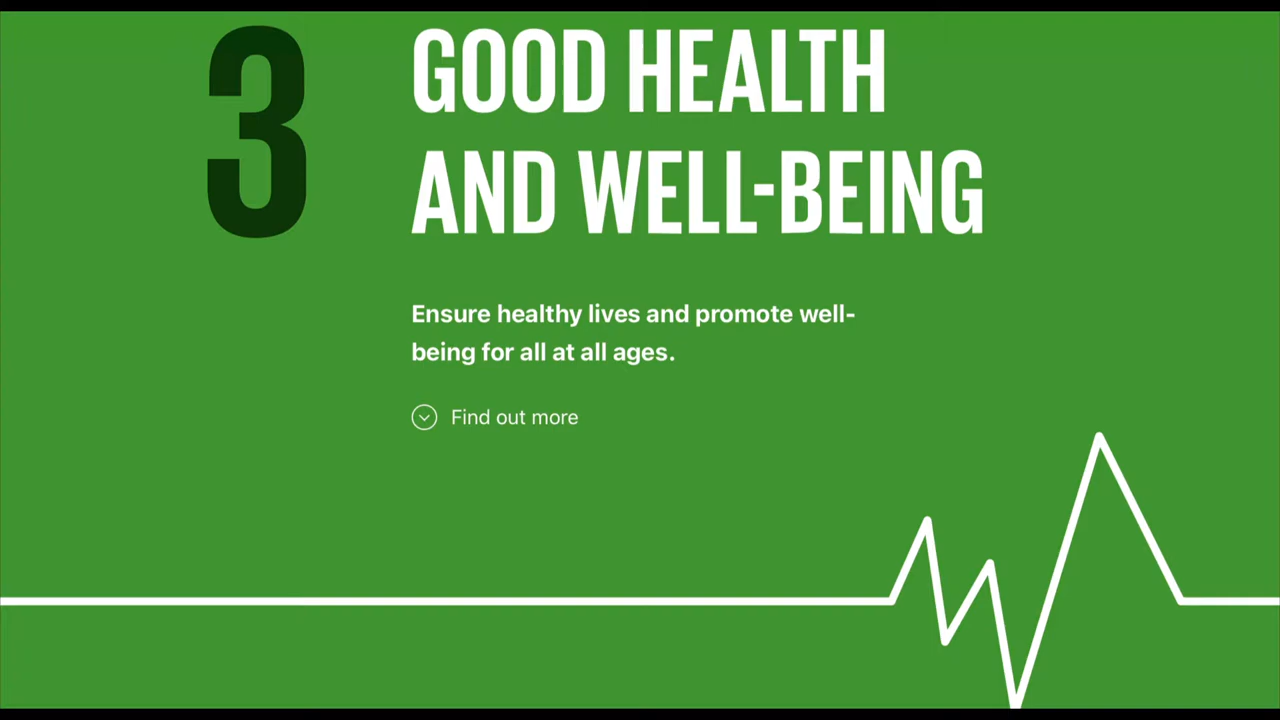 3
GOOD HEALTH
AND WELL-BEING
Ensure healthy lives and promote well-
being for all at all ages.
Find out more